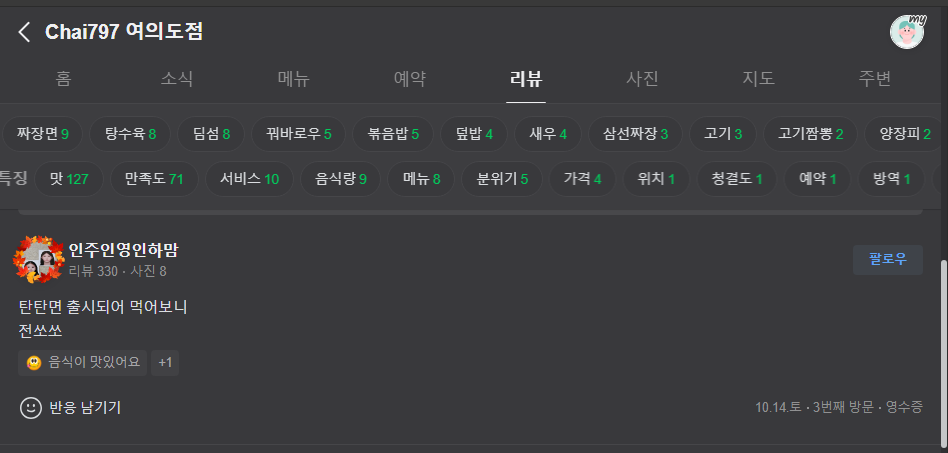 Chai797 여의도점
my
홈 소식 메뉴 예약 리뷰 사진 지도 주변
짜장면 9 탕수육 8 딤섬 8 꿔바로우 5 볶음밥 5 덮밥 4 새우 4 삼선짜장 3 고기 3 고기짬뽕 2 양장피 2
특징 맛 127 만족도 71 서비스 10 음식량 9 메뉴 8 분위기 5 가격 4 위치 1 청결도 1 예약 1 방역 1
인주인영인하맘
리뷰 330 · 사진 8
팔로우
탄탄면 출시되어 먹어보니
전쏘쏘
음식이 맛있어요 +1
반응 남기기
10.14.토 · 3번째 방문 · 영수증